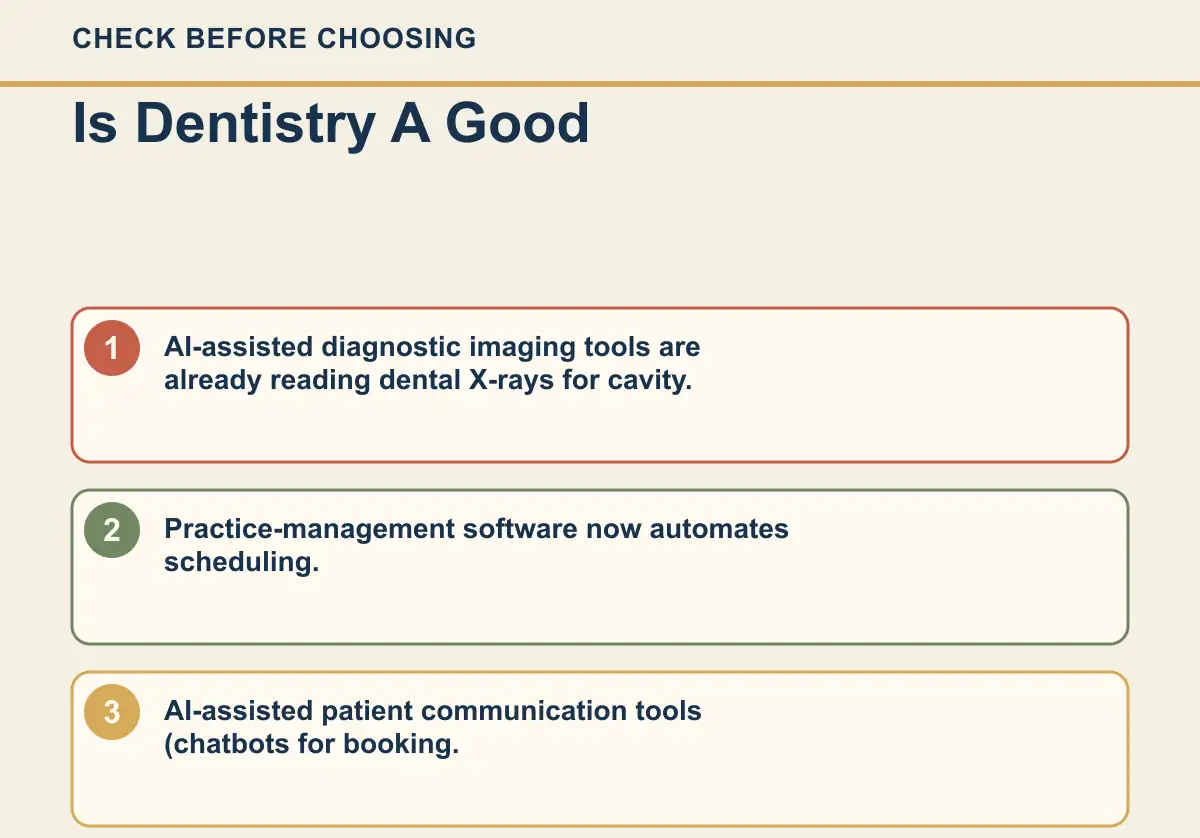 CHECK BEFORE CHOOSING
Is Dentistry A Good
1
AI-assisted diagnostic imaging tools are
already reading dental X-rays for cavity.
2
Practice-management software now automates
scheduling.
3
AI-assisted patient communication tools
(chatbots for booking.